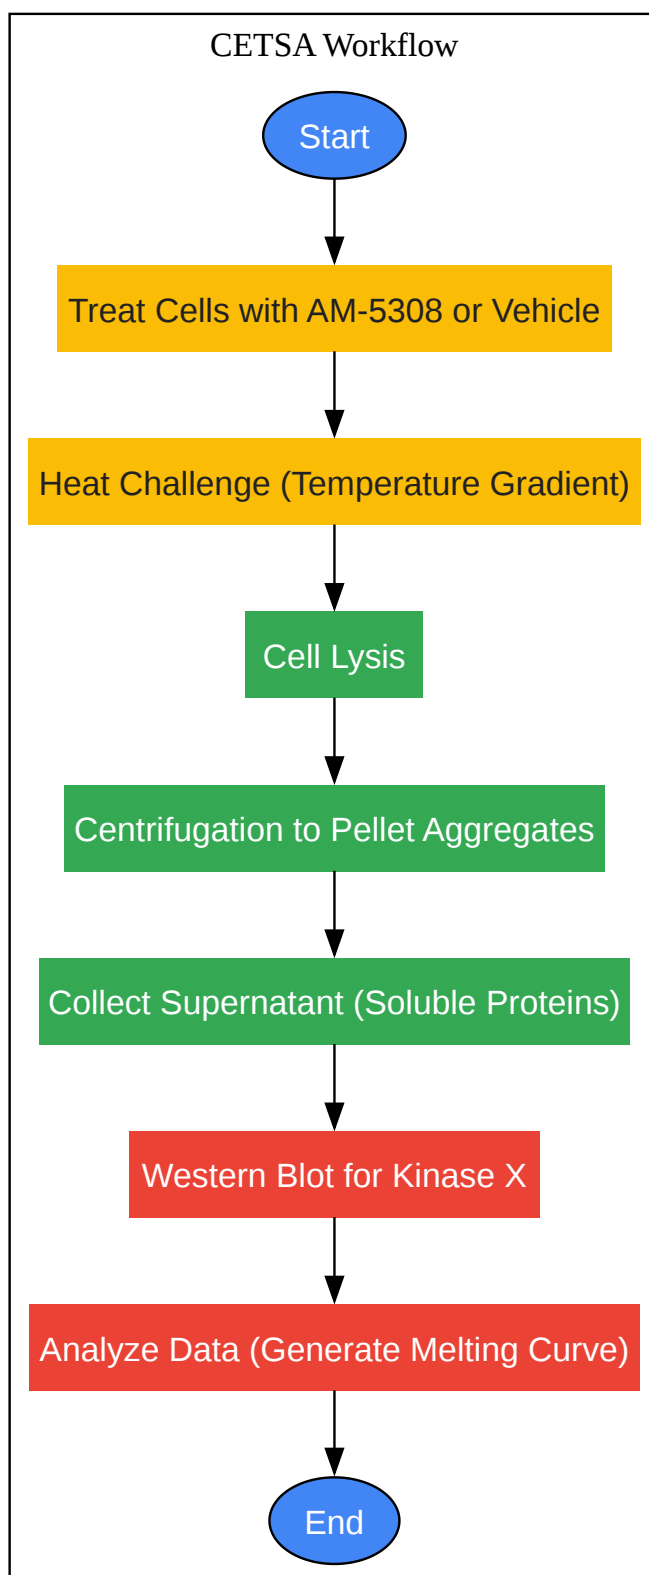 CETSA Workflow
Start
Treat Cells with AM-5308 or Vehicle
Heat Challenge (Temperature Gradient)
Cell Lysis
Centrifugation to Pellet Aggregates
Collect Supernatant (Soluble Proteins)
Western Blot for Kinase X
Analyze Data (Generate Melting Curve)
End